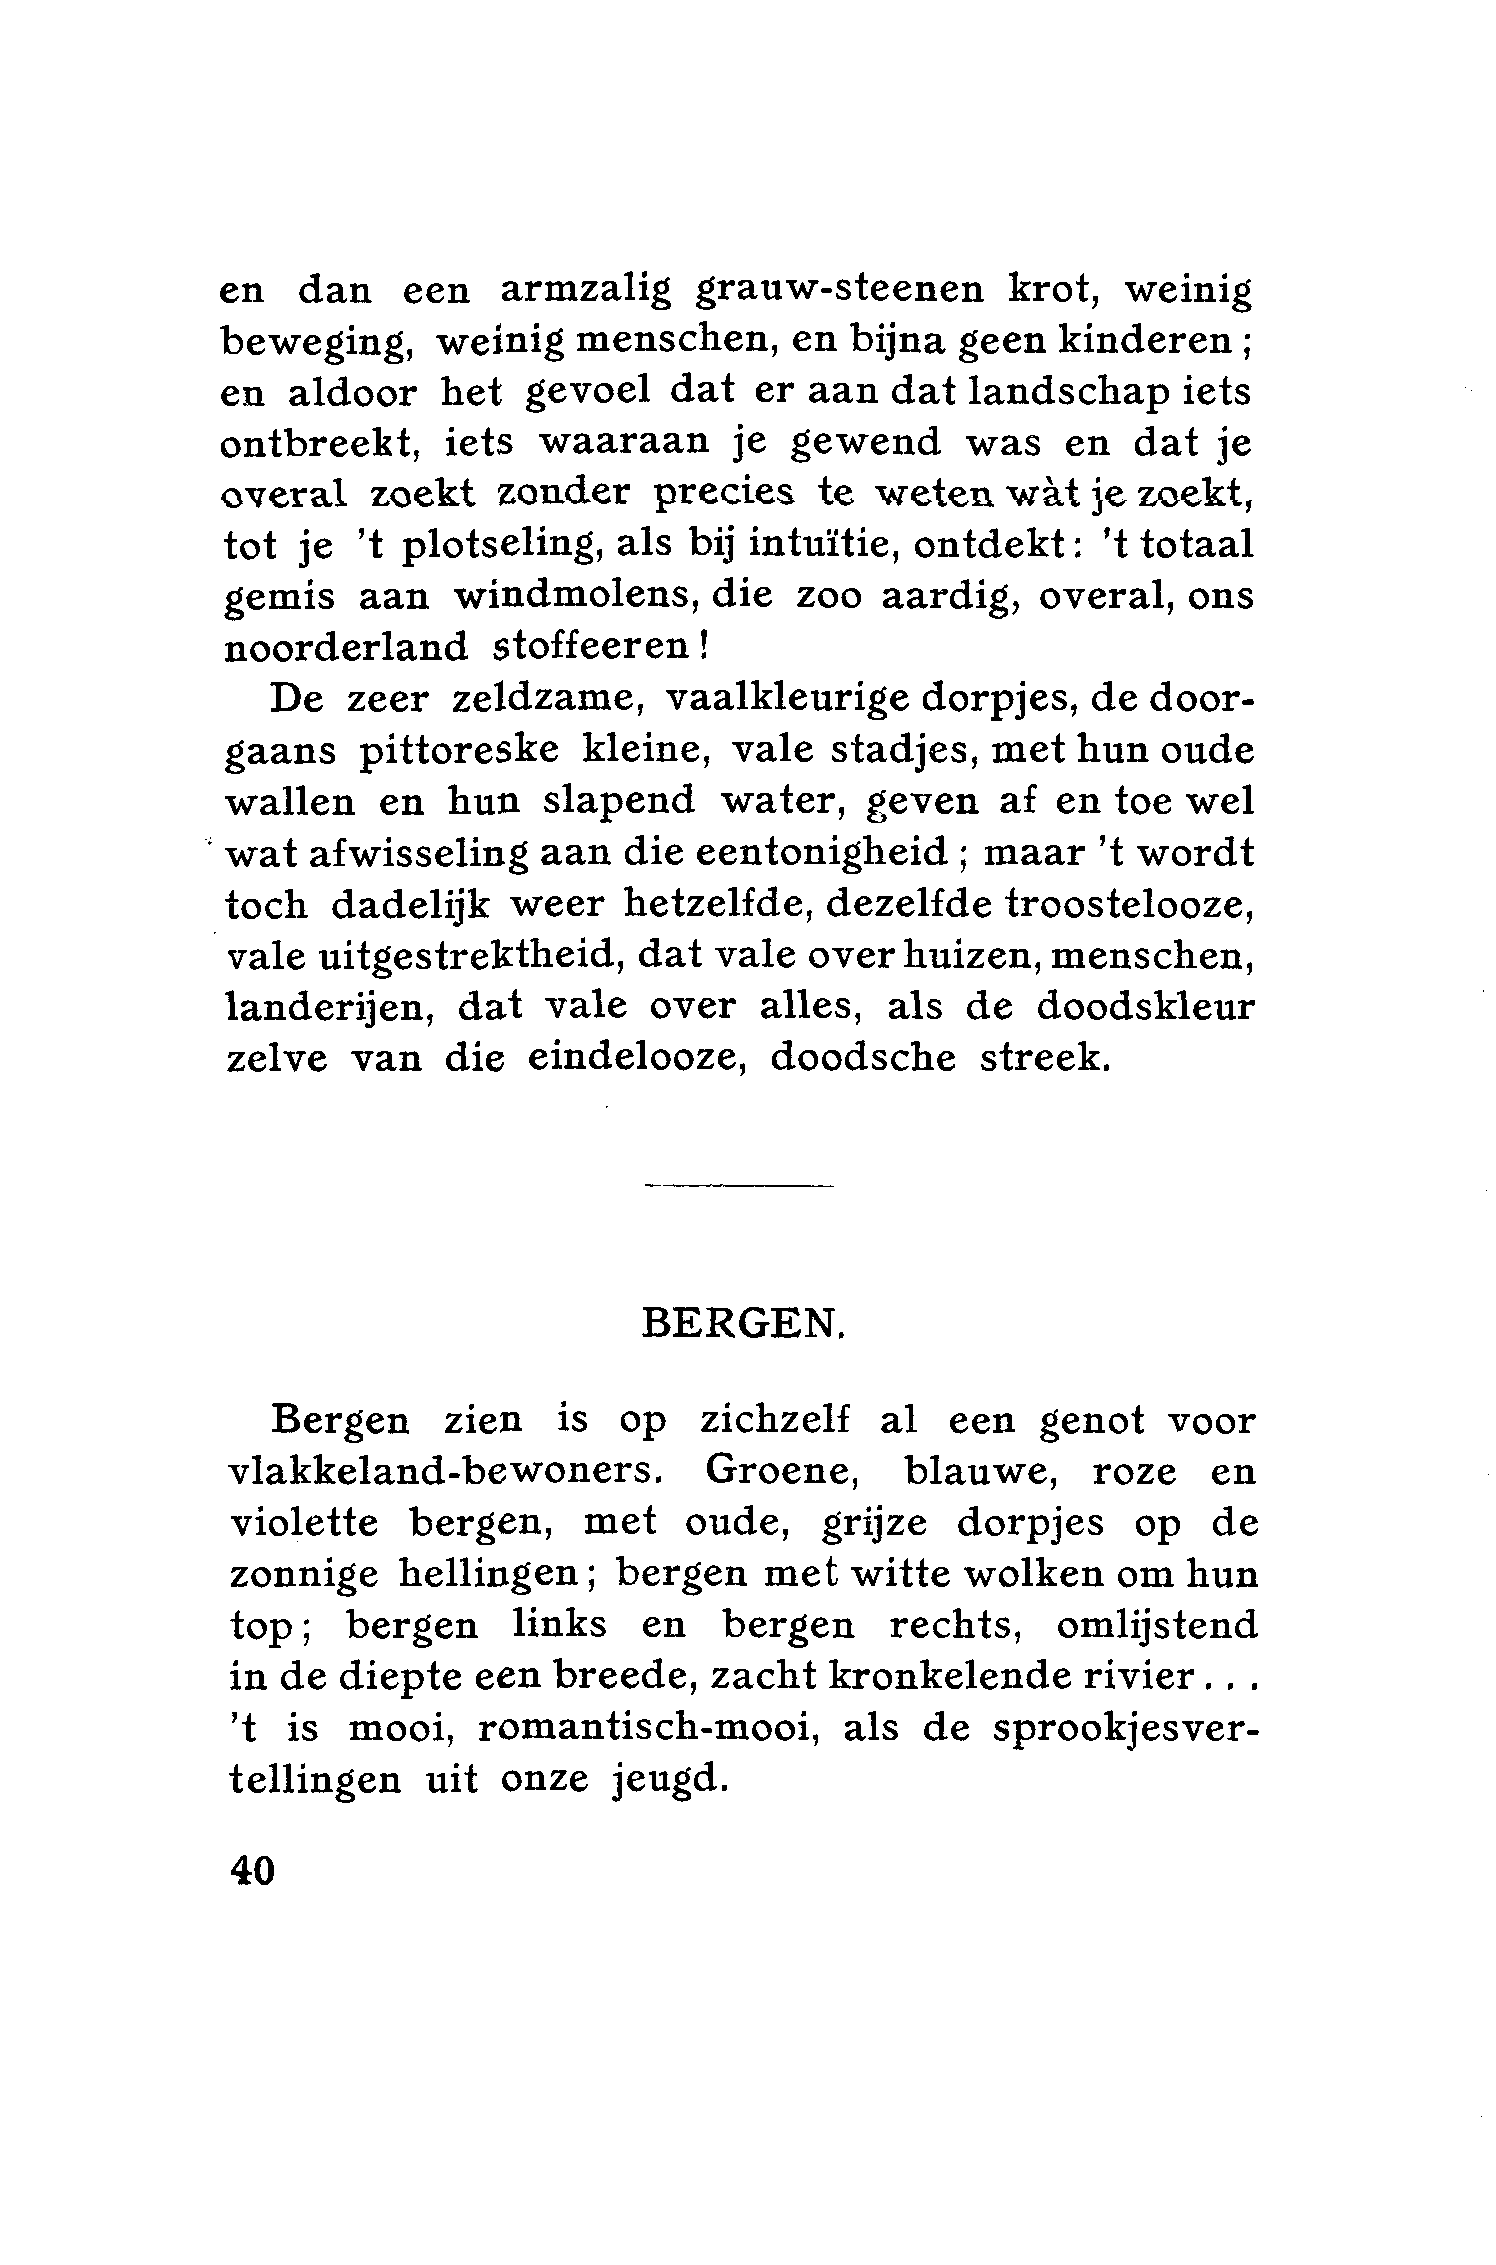 en dan een armzalig grauw-steenen krot, weinig
beweging, weinig menschen, en bijna geen kinderen ;
en aldoor het gevoel dat er aan dat landschap iets
ontbreekt, iets waaraan je gewend was en dat je
overal zoekt zonder precies te weten wàt je zoekt,
tot je 't plotseling, als bij intuïtie, ontdekt : 't totaal
gemis aan windmolens, die zoo aardig, overal, ons
noorderland stoffeeren !
De zeer zeldzame, vaalkleurige dorpjes, de door-
gaans pittoreske kleine, vale stadjes, met hun oude
wallen en hun slapend water, geven af en toe wel
wat afwisseling aan die eentonigheid ; maar 't wordt
toch dadelijk weer hetzelfde, dezelfde troostelooze,
vale uitgestrektheid, dat vale over huizen, menschen,
landerijen, dat vale over alles, als de doodskleur
zelve van die eindelooze, doodsche streek.
BERGEN.
Bergen zien is op zichzelf al een genot voor
vlakkeland-bewoners. Groene, blauwe, roze en
violette bergen, met oude, grijze dorpjes op de
zonnige hellingen ; bergen met witte wolken om hun
top ; bergen links en bergen rechts, omlijstend
in de diepte een breede, zacht kronkelende rivier . . .
't is mooi, romantisch-mooi, als de sprookjesver-
tellingen uit onze jeugd.
40